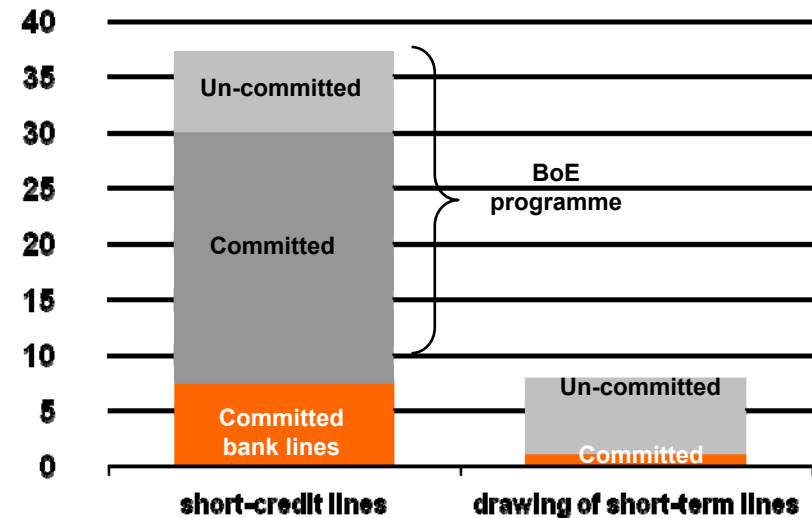 40
35
30
25
20
15
10
5
0
Un-committed
Committed
Committed
bank lines
BoE
programme
Un-committed
Committed
short-credit lines
drawing of short-term lines